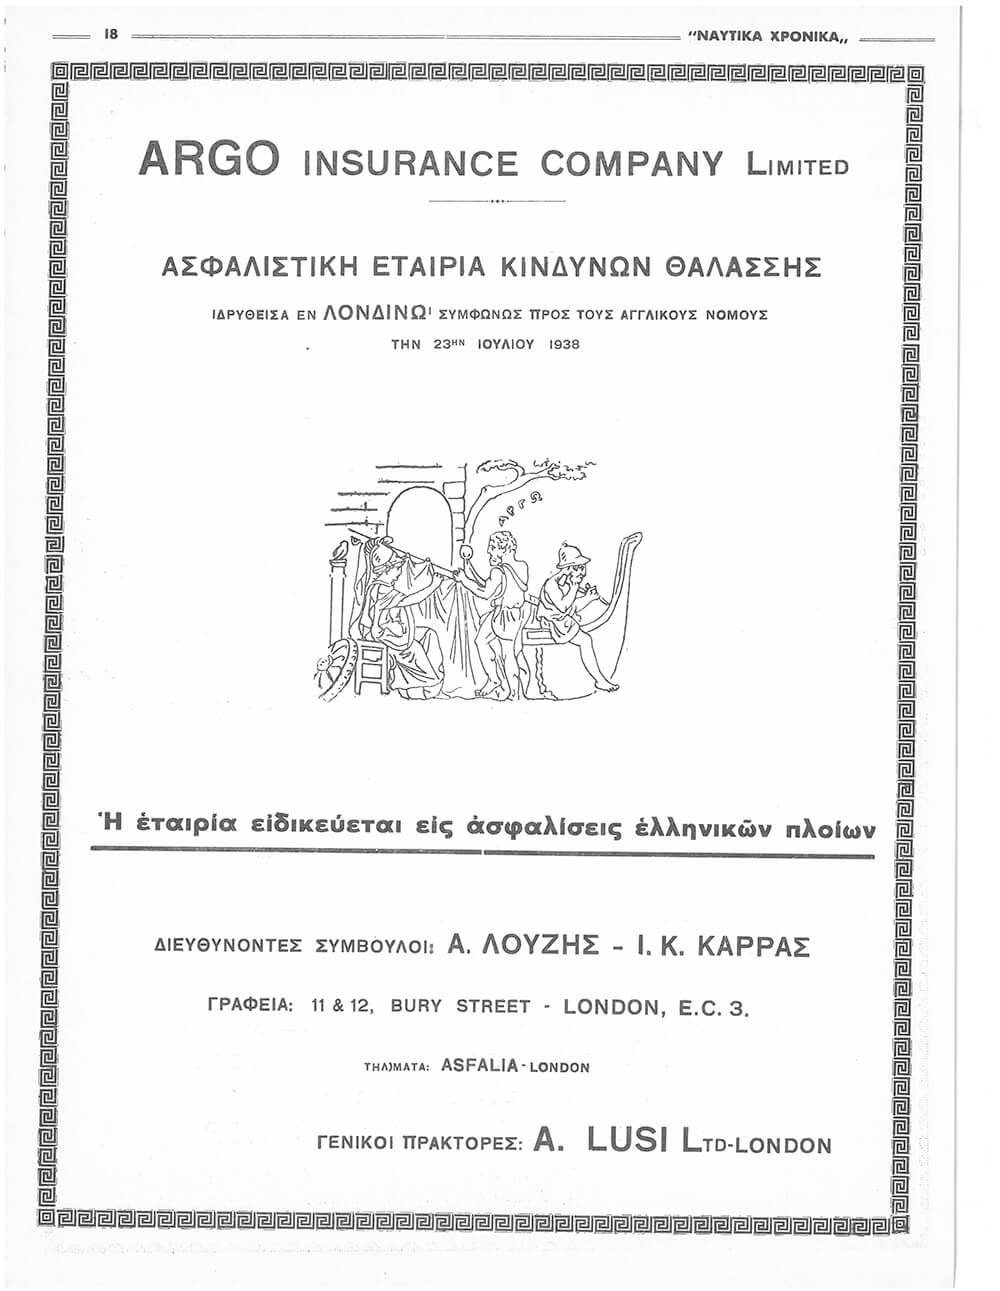 18 "ΝΑΥΤΙΚΑ ΧΡΟΝΙΚΑ,,
ARGO INSURANCE COMPANY LIMITED
ΑΣΦΑΛΙΣΤΙΚΗ ΕΤΑΙΡΙΑ ΚΙΝΔΥΝΩΝ ΘΑΛΑΣΣΗΣ
ΙΔΡΥΘΕΙΣΑ ΕΝ ΛΟΝΔΙΝΩΙ ΣΥΜΦΩΝΩΣ ΠΡΟΣ ΤΟΥΣ ΑΓΓΛΙΚΟΥΣ ΝΟΜΟΥΣ
ΤΗΝ 23ΗΝ ΙΟΥΛΙΟΥ 1938
ΑΡΓΩ
Ἡ ἑταιρία εἰδικεύεται εἰς ἀσφαλίσεις ἑλληνικῶν πλοίων
ΔΙΕΥΘΥΝΟΝΤΕΣ ΣΥΜΒΟΥΛΟΙ: Α. ΛΟΥΖΗΣ - Ι. Κ. ΚΑΡΡΑΣ
ΓΡΑΦΕΙΑ: 11 & 12, BURY STREET - LONDON, E.C. 3.
ΤΗΛ)ΜΑΤΑ: ASFALIA - LONDON
ΓΕΝΙΚΟΙ ΠΡΑΚΤΟΡΕΣ: A. LUSI LTD-LONDON